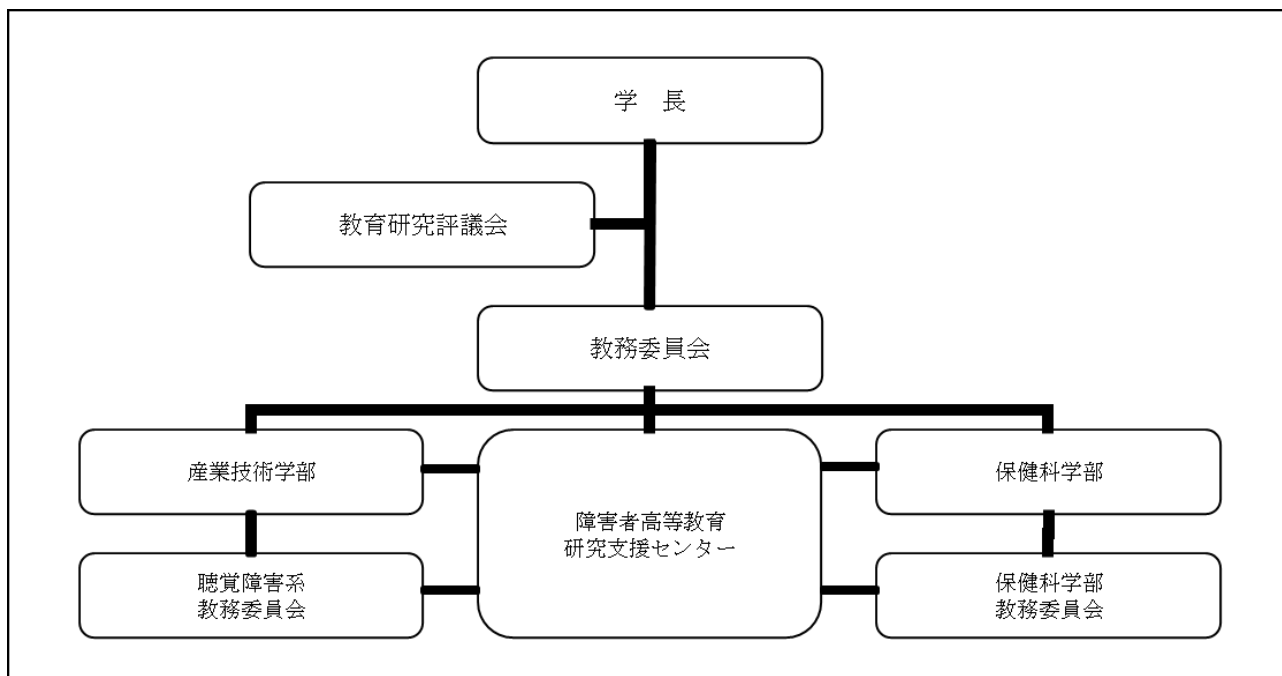 学　長
教育研究評議会
教務委員会
産業技術学部
障害者高等教育
研究支援センター
保健科学部
聴覚障害系
教務委員会
保健科学部
教務委員会